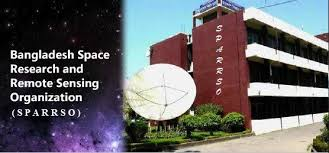 Bangladesh Space
Research and
Remote Sensing
Organization
(SPARRSO)
SPARRSO